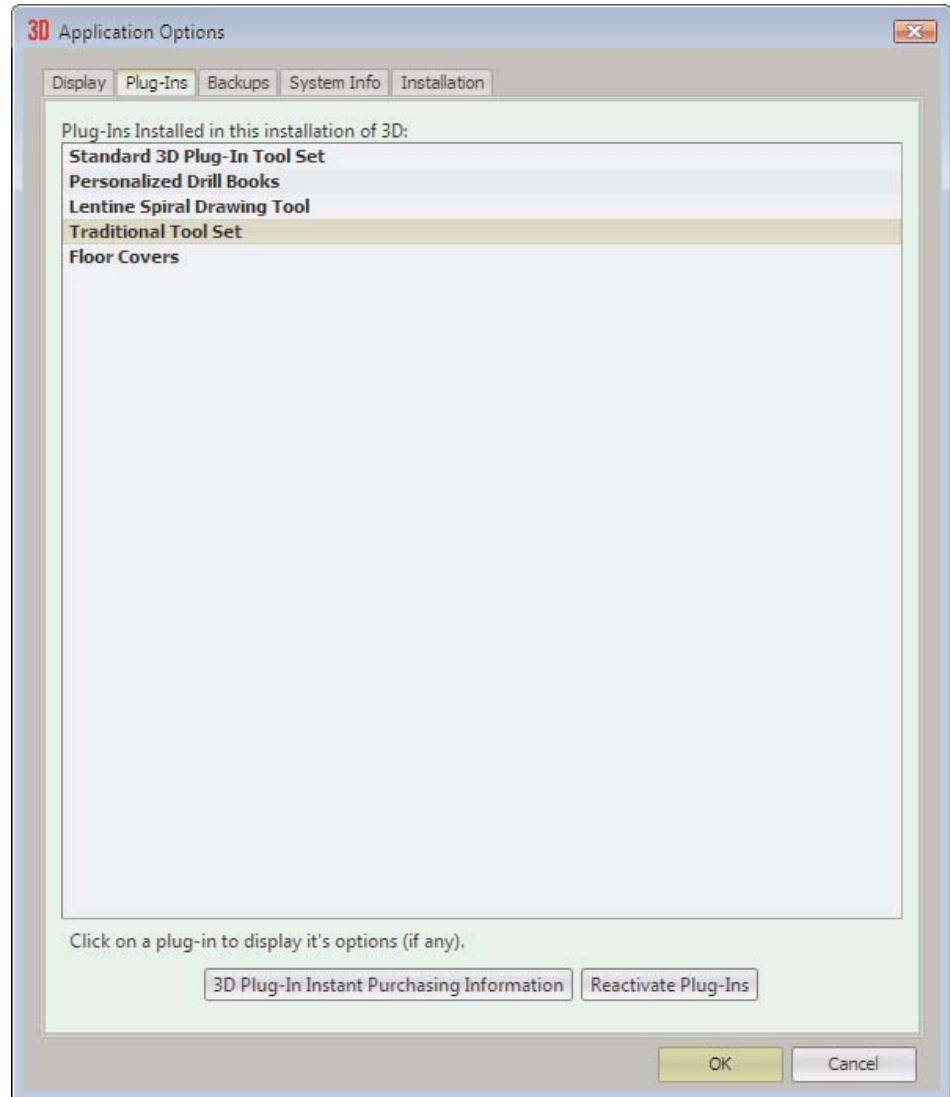 3D Application Options
Display Plug-Ins Backups System Info Installation
Plug-Ins Installed in this installation of 3D:
Standard 3D Plug-In Tool Set
Personalized Drill Books
Lentine Spiral Drawing Tool
Traditional Tool Set
Floor Covers
Click on a plug-in to display it's options (if any).
3D Plug-In Instant Purchasing Information Reactivate Plug-Ins
OK Cancel